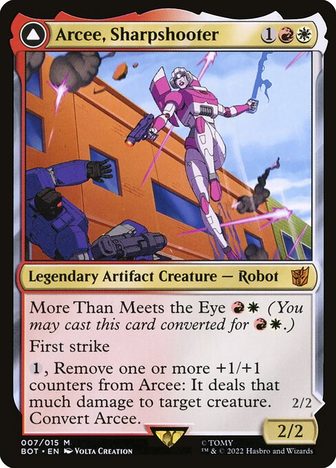 Arcee, Sharpshooter 1
Legendary Artifact Creature — Robot
More Than Meets the Eye (You
may cast this card converted for .)
First strike
1, Remove one or more +1/+1
counters from Arcee: It deals that
much damage to target creature.
Convert Arcee.
2/2
2/2
007/015 M
BOT • EN Volta Creation
© TOMY
™ & © 2022 Hasbro and Wizards